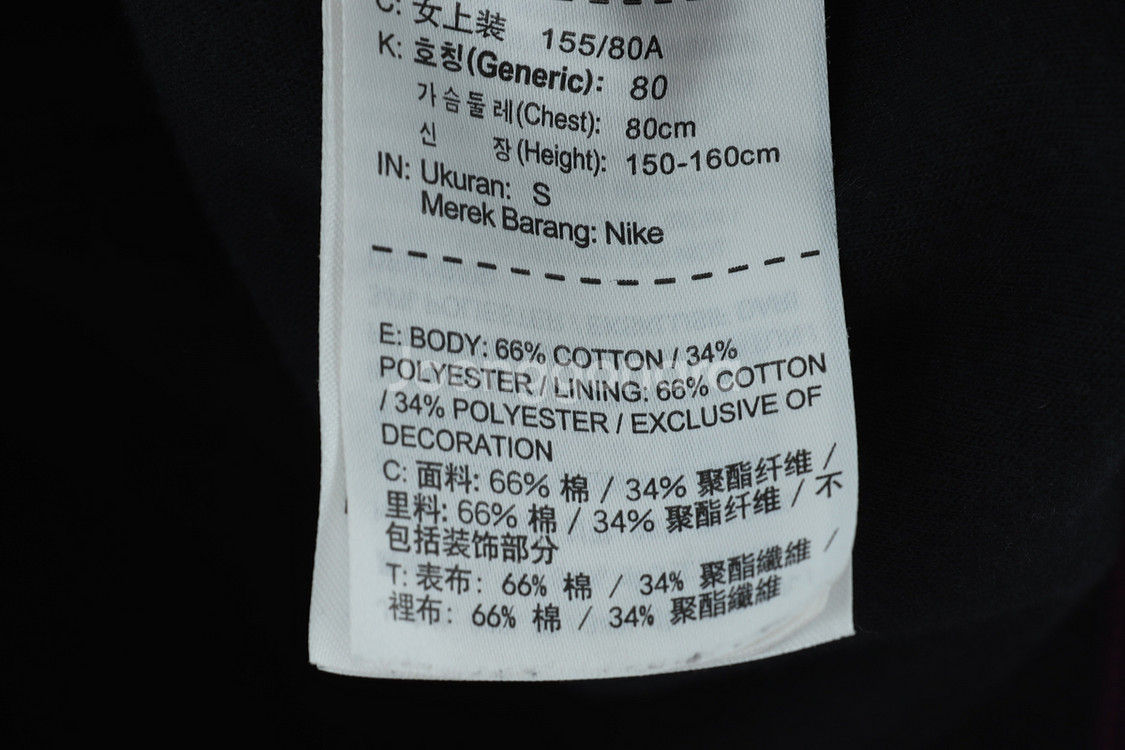 C: 女上装 155/80A
K: 호칭(Generic): 80
가슴둘레(Chest): 80cm
신 장(Height): 150-160cm
IN: Ukuran: S
Merek Barang: Nike
E: BODY: 66% COTTON / 34%
POLYESTER / LINING: 66% COTTON
/ 34% POLYESTER / EXCLUSIVE OF
DECORATION
C: 面料: 66% 棉 / 34% 聚酯纤维 /
里料: 66% 棉 / 34% 聚酯纤维 / 不
包括装饰部分
T: 表布: 66% 棉 / 34% 聚酯纖維 /
裡布: 66% 棉 / 34% 聚酯纖維